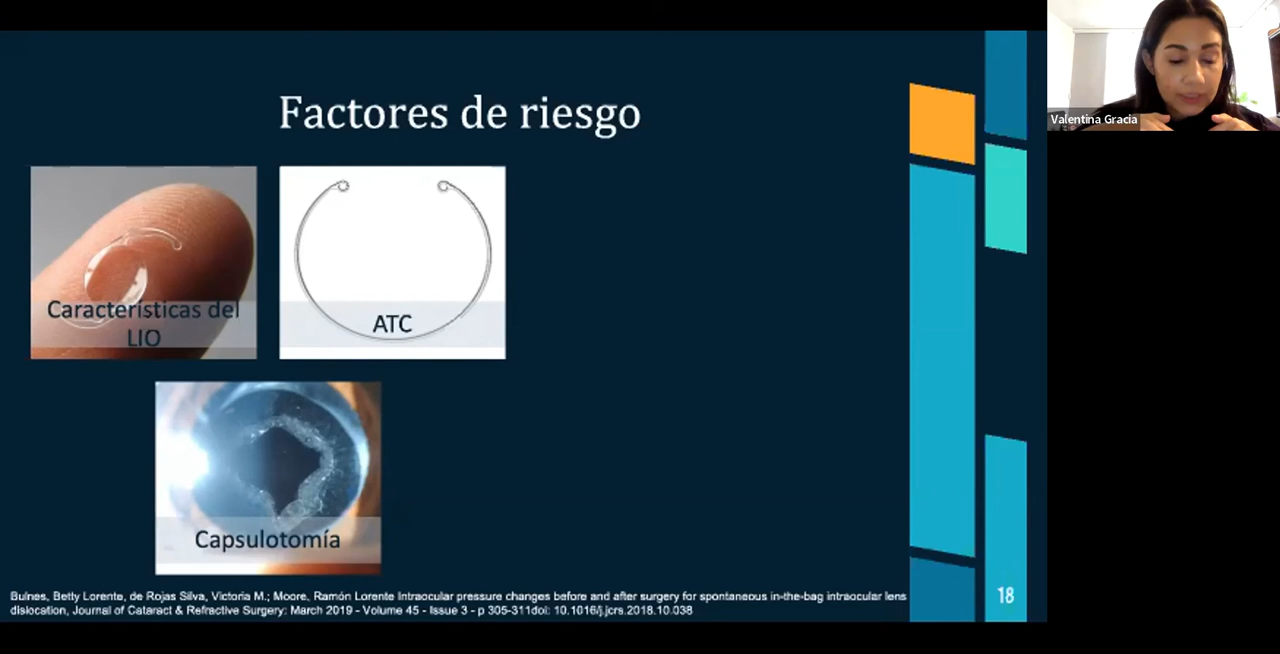 Factores de riesgo
Valentina Gracia
Características del
LIO
ATC
Capsulotomía
Bulnes, Betty Lorente, de Rojas Silva, Victoria M.; Moore, Ramón Lorente Intraocular pressure changes before and after surgery for spontaneous in-the-bag intraocular lens
dislocation, Journal of Cataract & Refractive Surgery: March 2019 - Volume 45 - Issue 3 - p 305-311doi: 10.1016/j.jcrs.2018.10.038
18